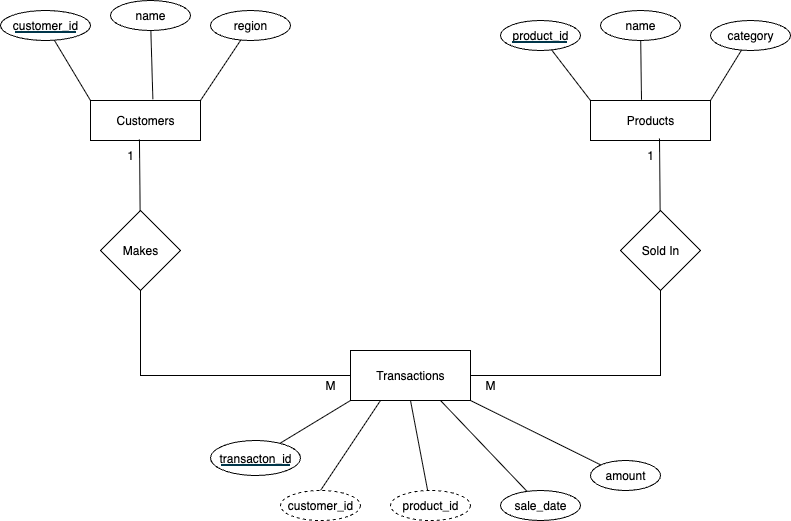 customer_id
name
region
product_id
name
category
Customers
Products
1
1
Makes
Sold In
Transactions
M
M
transacton_id
customer_id
product_id
sale_date
amount